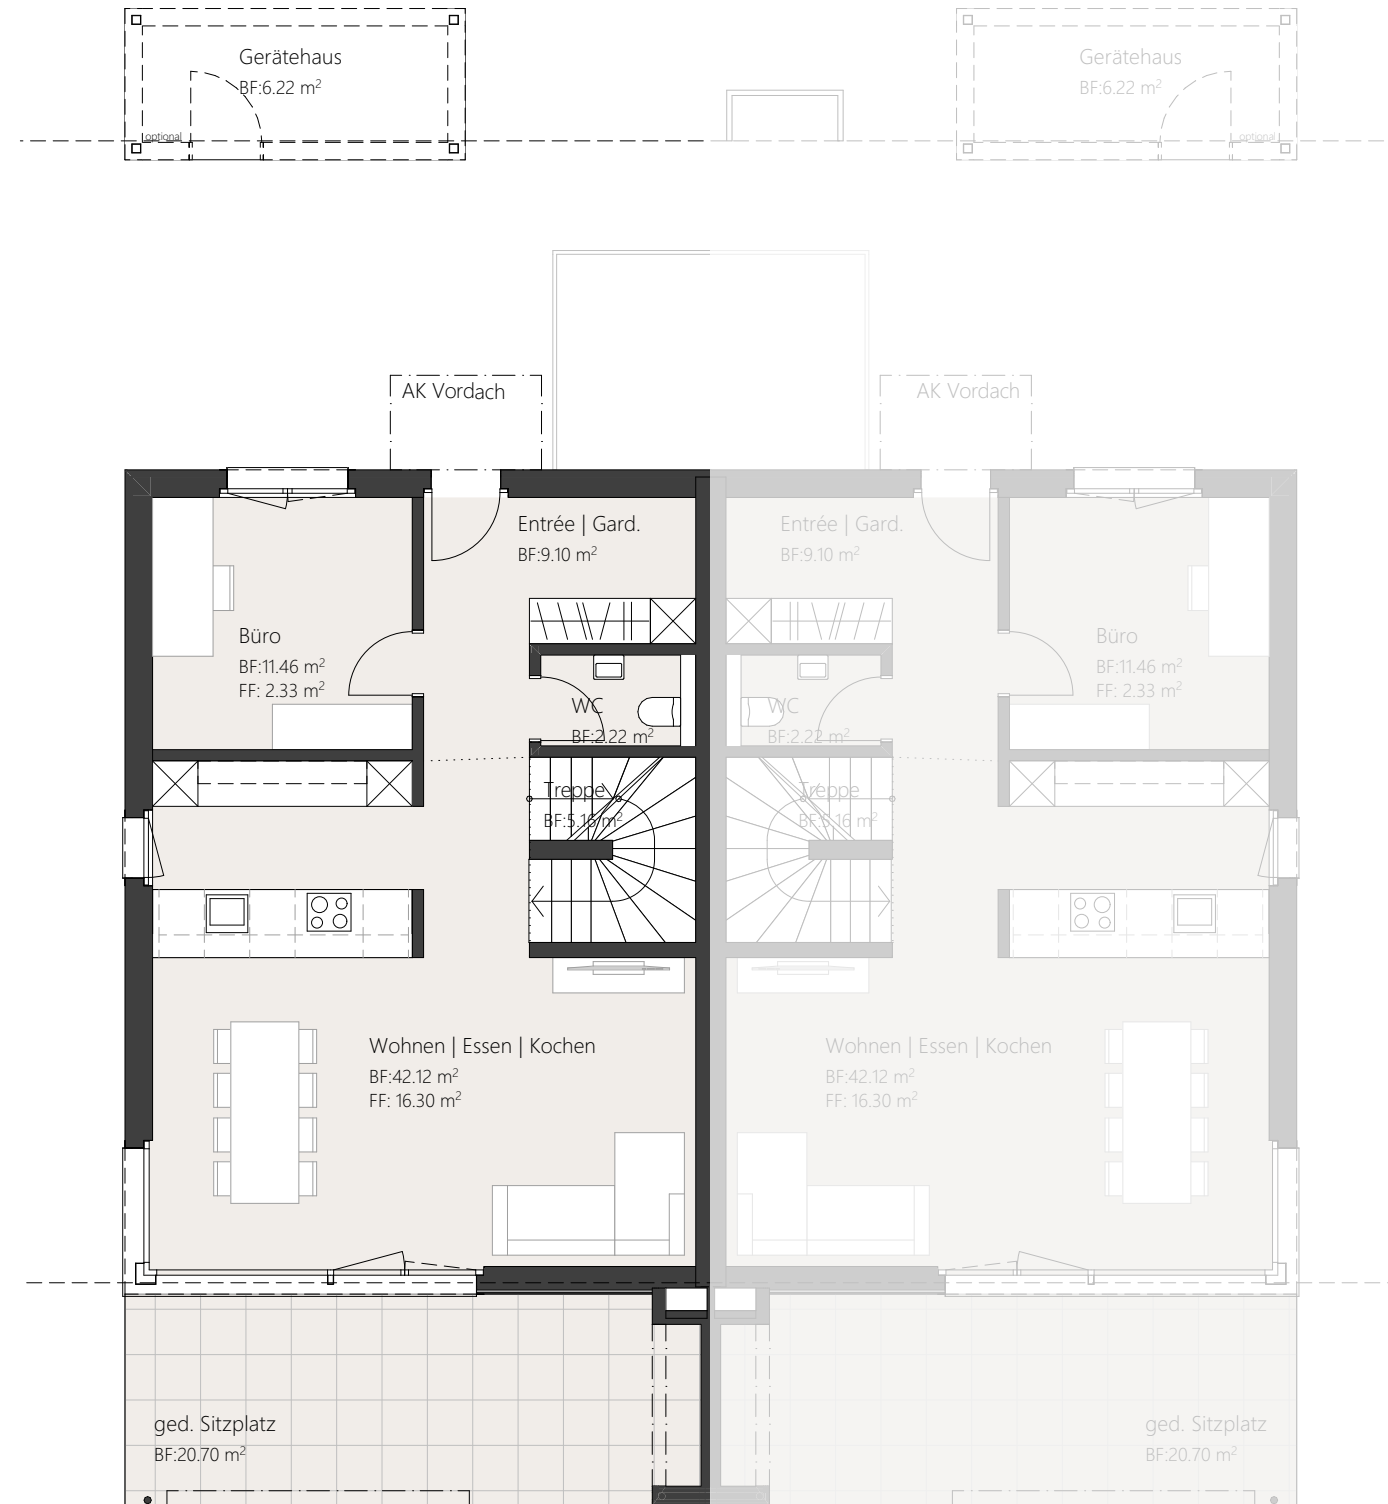 Gerätehaus
BF:6.22 m²
optional
Gerätehaus
BF:6.22 m²
optional
AK Vordach
AK Vordach
Entrée | Gard.
BF:9.10 m²
Entrée | Gard.
BF:9.10 m²
Büro
BF:11.46 m²
FF: 2.33 m²
Büro
BF:11.46 m²
FF: 2.33 m²
WC
BF:2.22 m²
WC
BF:2.22 m²
Treppe
BF:5.16 m²
Treppe
BF:5.16 m²
Wohnen | Essen | Kochen
BF:42.12 m²
FF: 16.30 m²
Wohnen | Essen | Kochen
BF:42.12 m²
FF: 16.30 m²
ged. Sitzplatz
BF:20.70 m²
ged. Sitzplatz
BF:20.70 m²